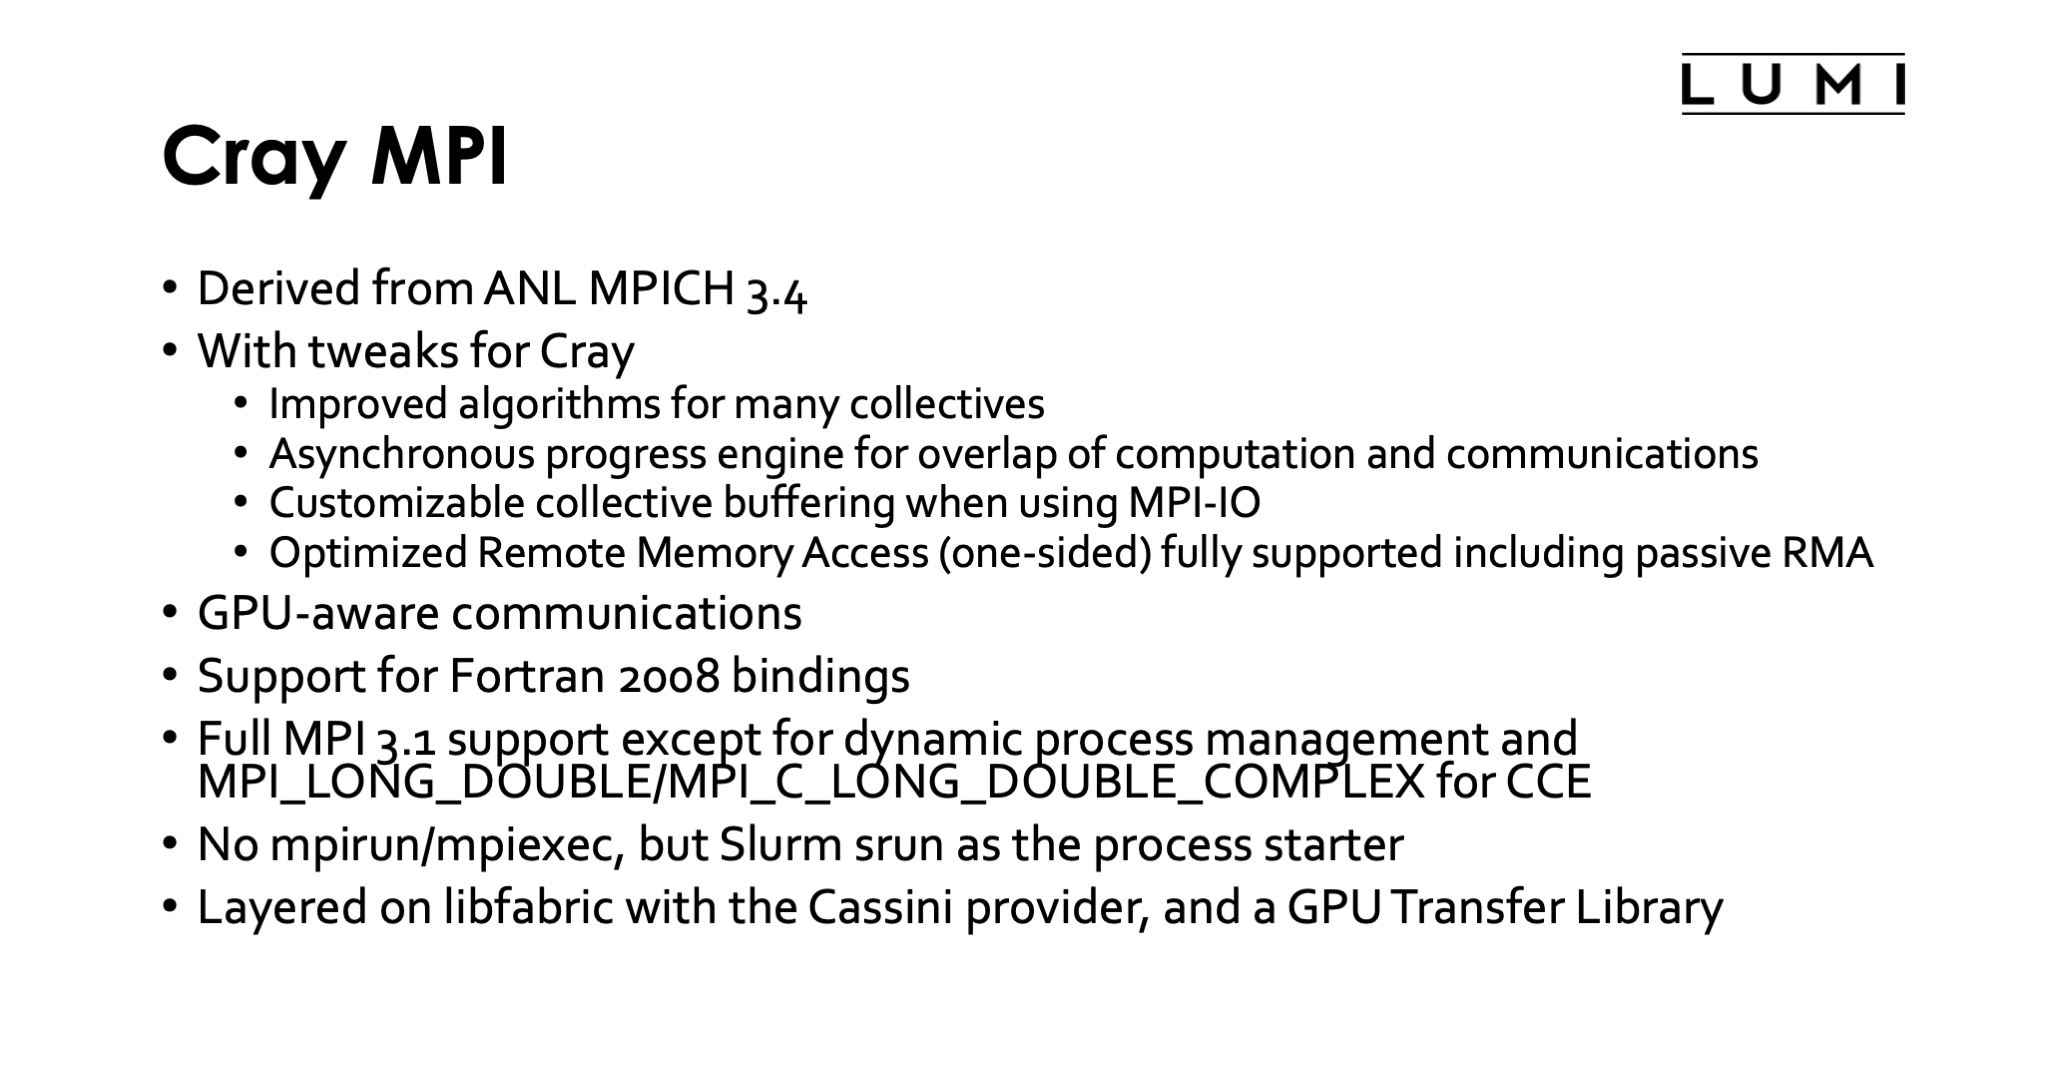 LUMI
Cray MPI
• Derived from ANL MPICH 3.4
• With tweaks for Cray
• Improved algorithms for many collectives
• Asynchronous progress engine for overlap of computation and communications
• Customizable collective buffering when using MPI-IO
• Optimized Remote Memory Access (one-sided) fully supported including passive RMA
• GPU-aware communications
• Support for Fortran 2008 bindings
• Full MPI 3.1 support except for dynamic process management and
MPI_LONG_DOUBLE/MPI_C_LONG_DOUBLE_COMPLEX for CCE
• No mpirun/mpiexec, but Slurm srun as the process starter
• Layered on libfabric with the Cassini provider, and a GPU Transfer Library